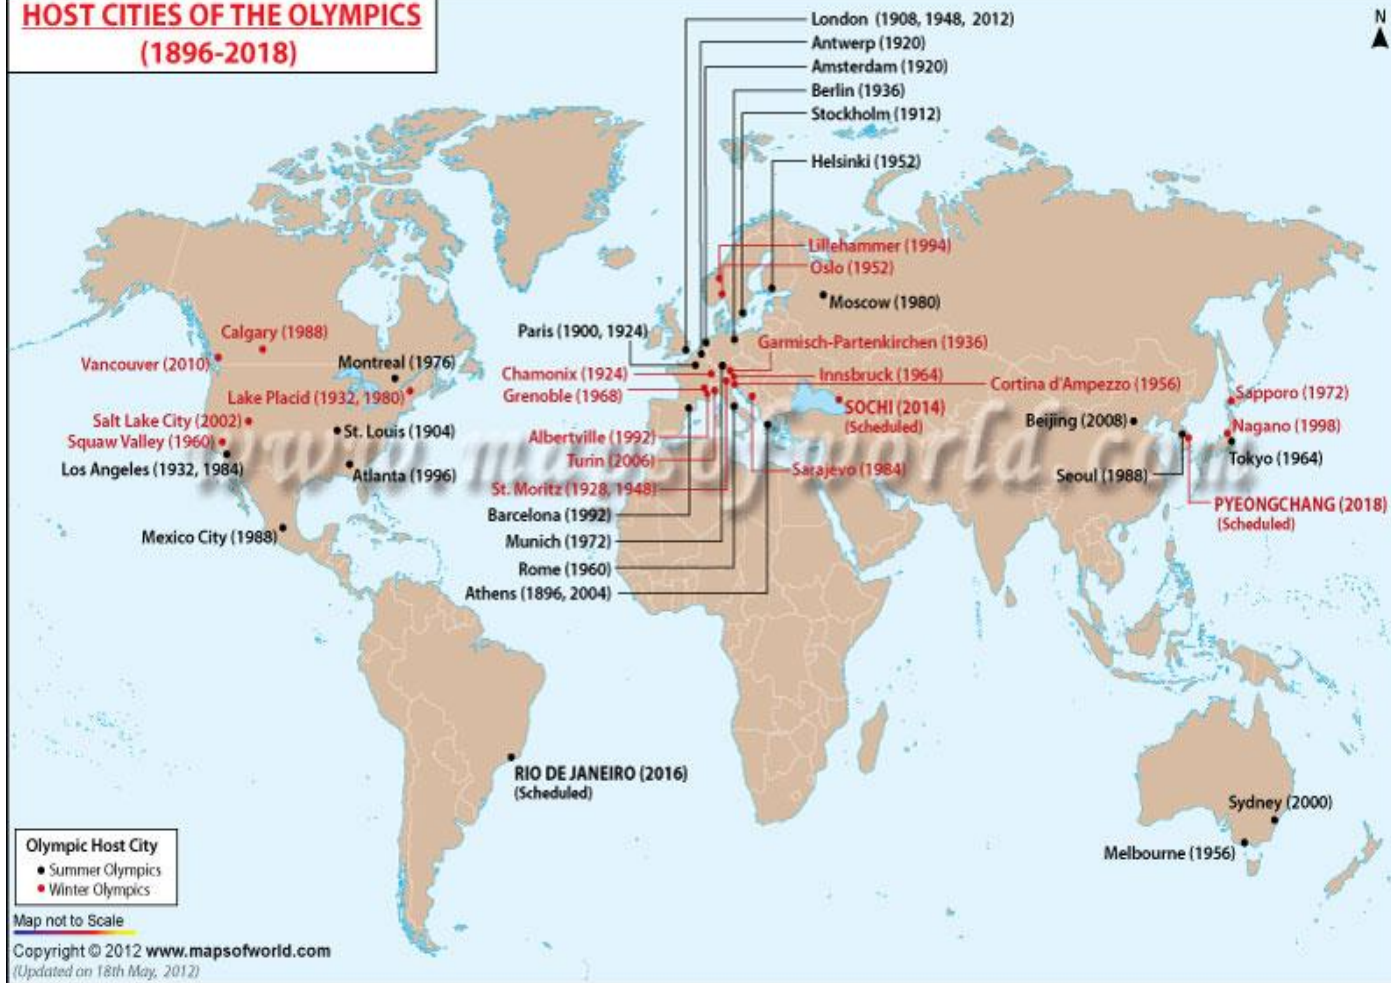 HOST CITIES OF THE OLYMPICS
(1896-2018)
N
London (1908, 1948, 2012)
Antwerp (1920)
Amsterdam (1920)
Berlin (1936)
Stockholm (1912)
Helsinki (1952)
Lillehammer (1994)
Oslo (1952)
Moscow (1980)
Paris (1900, 1924)
Garmisch-Partenkirchen (1936)
Calgary (1988)
Vancouver (2010)
Montreal (1976)
Chamonix (1924)
Innsbruck (1964)
Cortina d'Ampezzo (1956)
Grenoble (1968)
Lake Placid (1932, 1980)
Sapporo (1972)
SOCHI (2014)
(Scheduled)
Salt Lake City (2002)
Beijing (2008)
Nagano (1998)
St. Louis (1904)
Albertville (1992)
Squaw Valley (1960)
Tokyo (1964)
Turin (2006)
Los Angeles (1932, 1984)
Sarajevo (1984)
Atlanta (1996)
Seoul (1988)
www.mapsofworld.com
St. Moritz (1928, 1948)
PYEONGCHANG (2018)
(Scheduled)
Barcelona (1992)
Mexico City (1988)
Munich (1972)
Rome (1960)
Athens (1896, 2004)
RIO DE JANEIRO (2016)
(Scheduled)
Sydney (2000)
Melbourne (1956)
Olympic Host City
Summer Olympics
Winter Olympics
Map not to Scale
Copyright © 2012 www.mapsofworld.com
(Updated on 18th May, 2012)